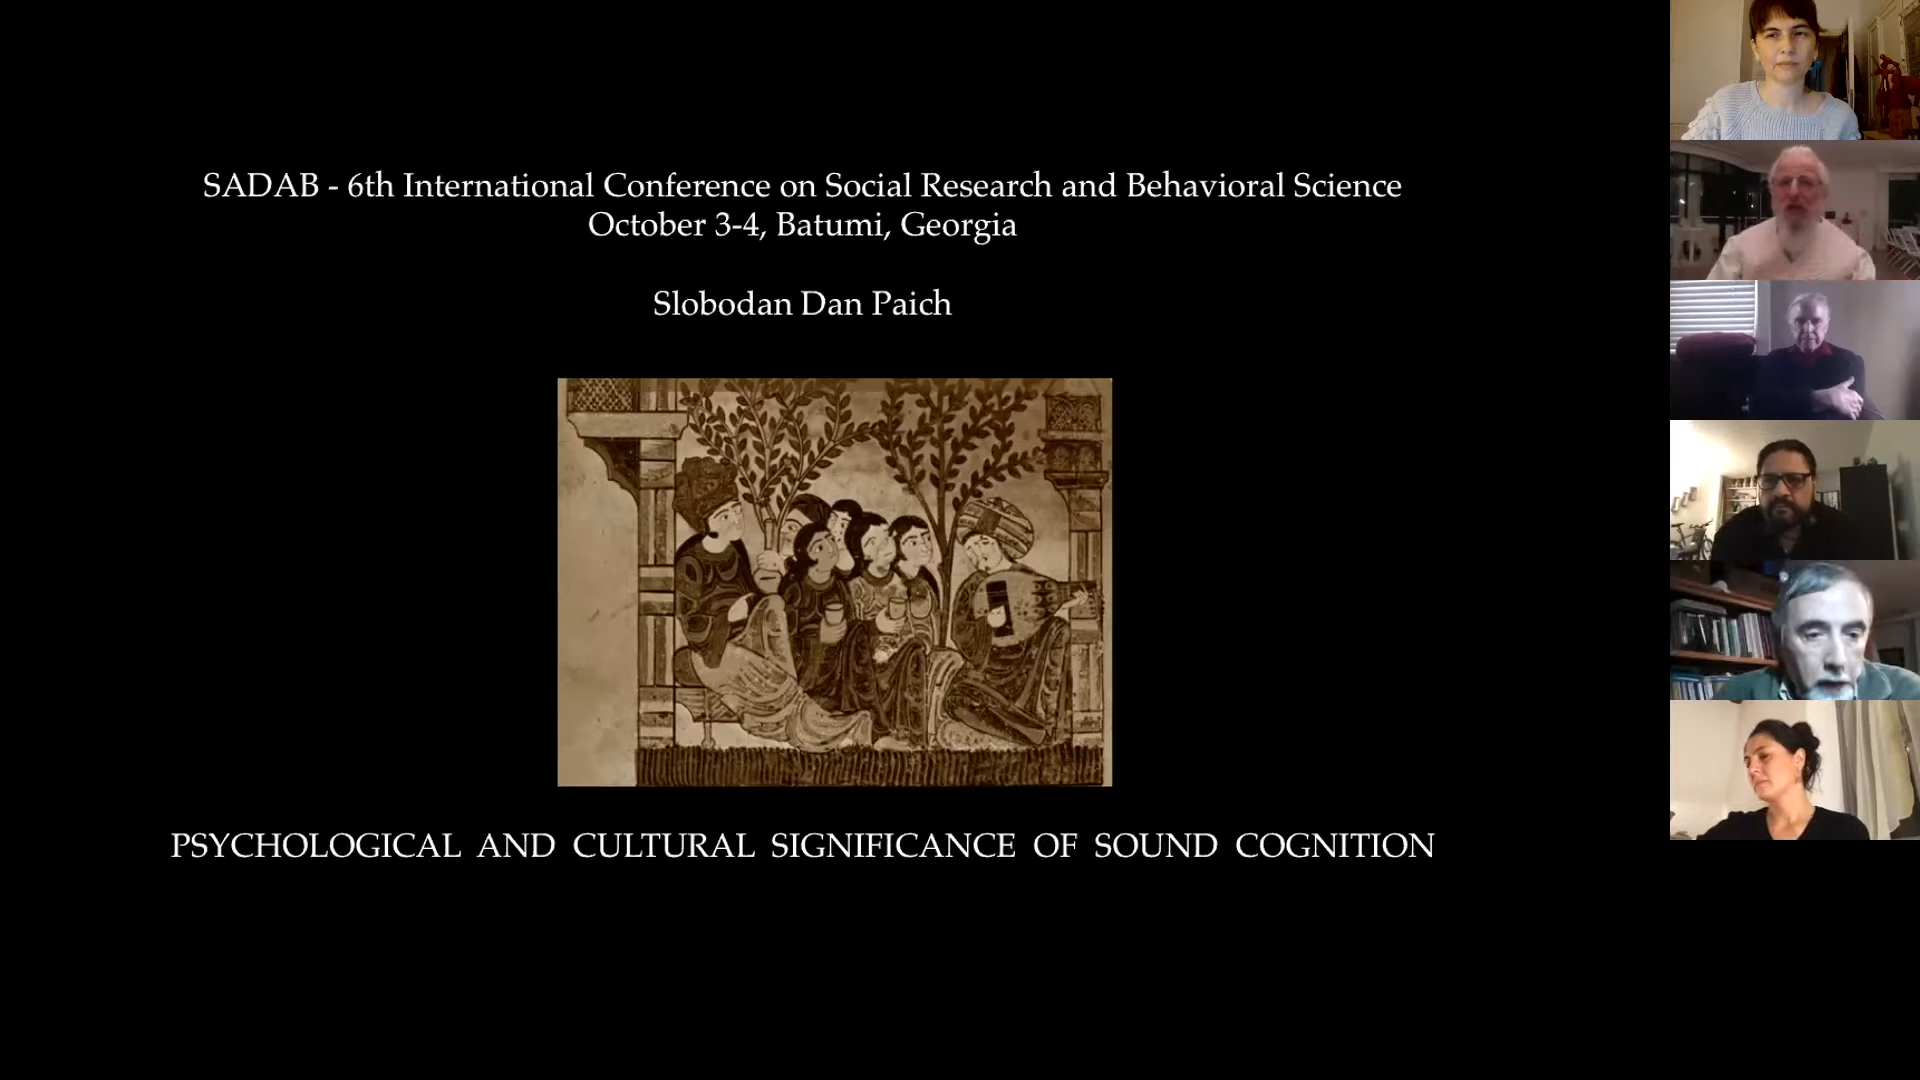 SADAB - 6th International Conference on Social Research and Behavioral Science
October 3-4, Batumi, Georgia
Slobodan Dan Paich
PSYCHOLOGICAL AND CULTURAL SIGNIFICANCE OF SOUND COGNITION